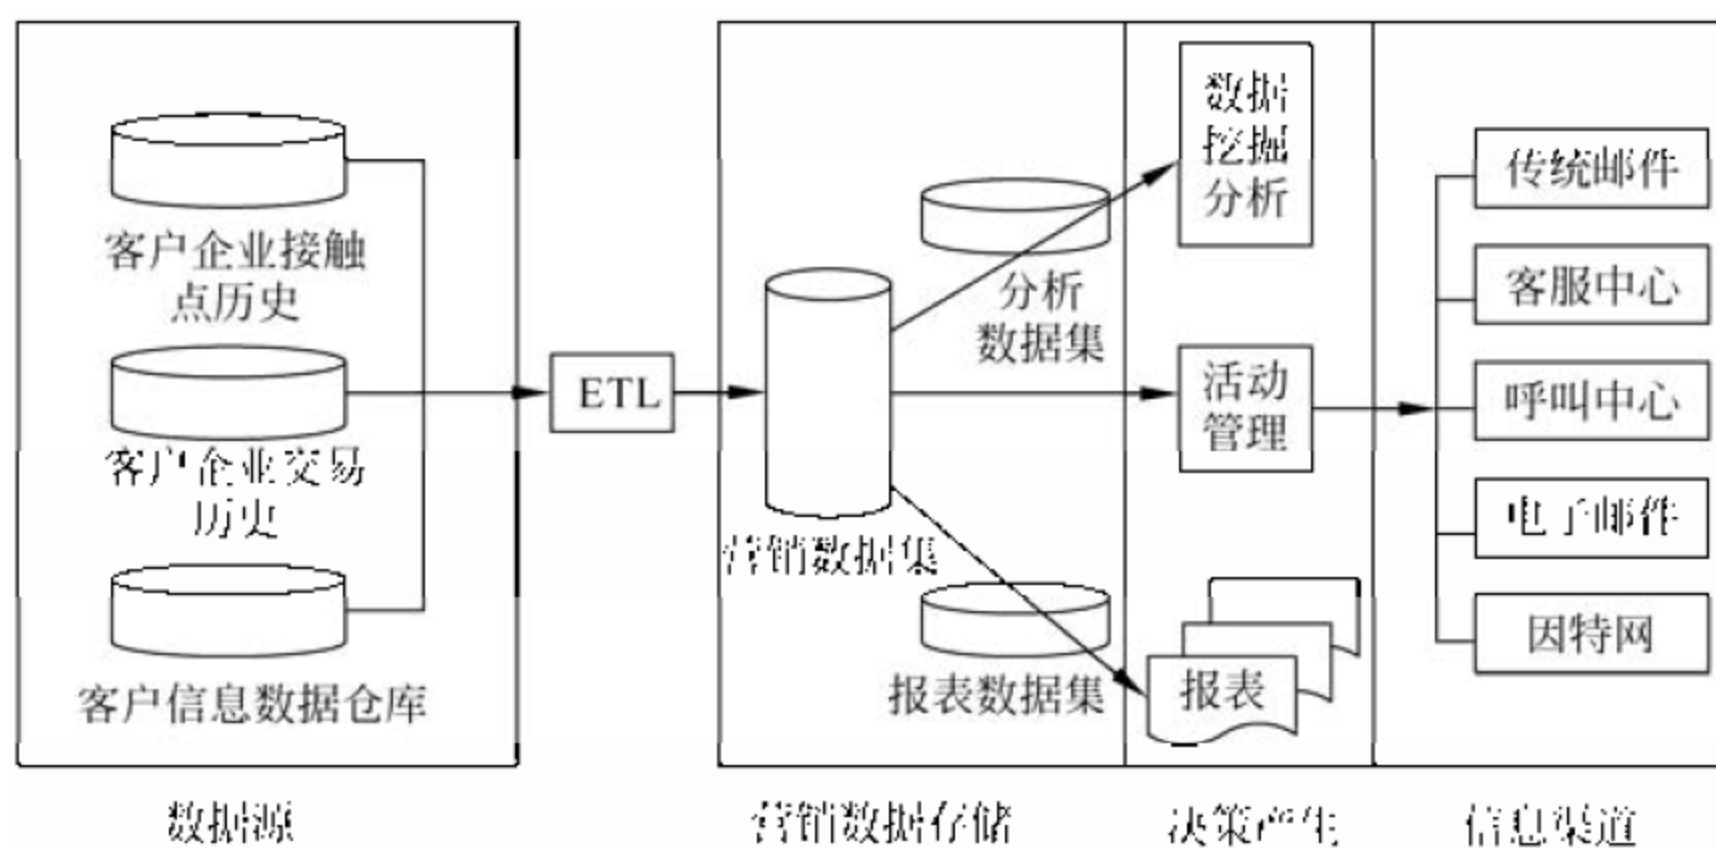 客户企业接触
点历史
客户企业交易
历史
客户信息数据仓库
数据源
ETL
营销数据集
分析
数据集
报表数据集
营销数据存储
数据
挖掘
分析
活动
管理
报表
决策产生
传统邮件
客服中心
呼叫中心
电子邮件
因特网
信息渠道